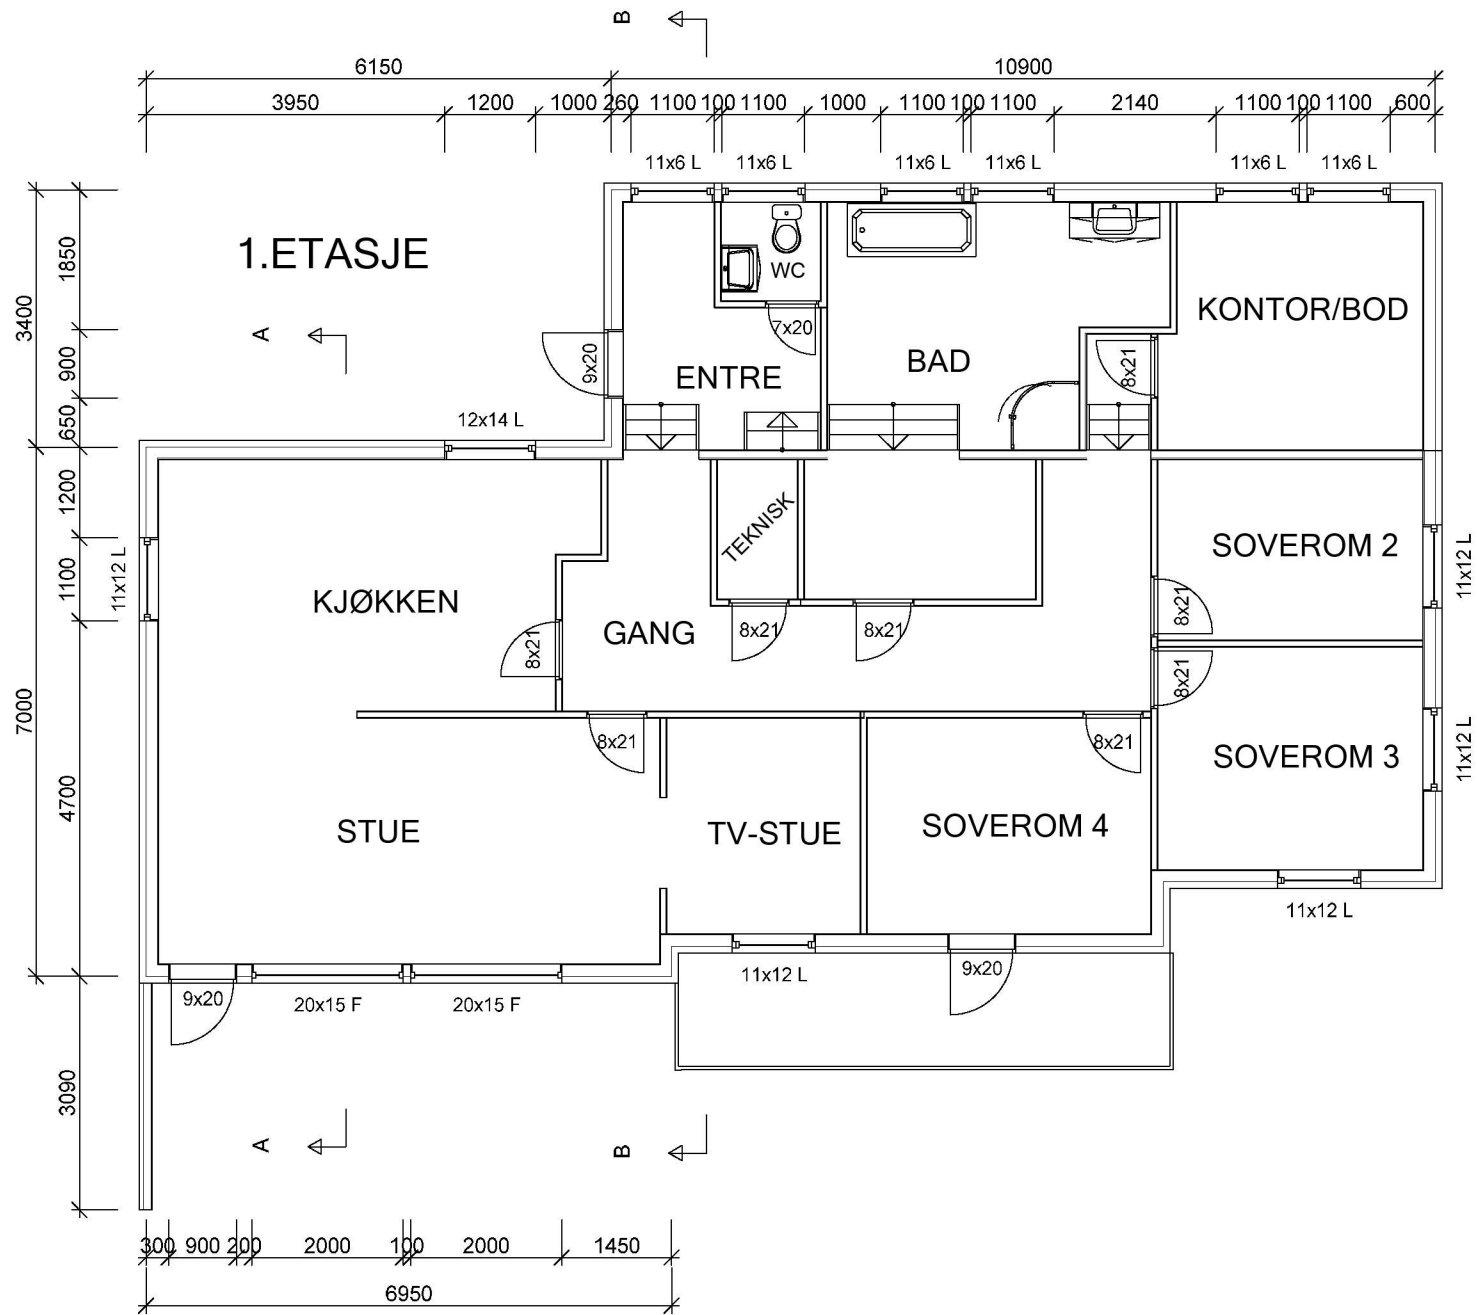 B
6150 10900
3950 1200 1000 260 1100 100 1100 1000 1100 100 1100 2140 1100 100 1100 600
11x6 L 11x6 L 11x6 L 11x6 L 11x6 L 11x6 L
1.ETASJE
WC
3400
1850
900
650
A
9x20
7x20
ENTRE
BAD
8x21
KONTOR/BOD
12x14 L
7000
1200
1100
4700
3090
11x12 L
KJØKKEN
8x21
GANG
TEKNISK
8x21
8x21
SOVEROM 2
8x21
11x12 L
8x21
SOVEROM 3
11x12 L
8x21
8x21
STUE
TV-STUE
SOVEROM 4
11x12 L
9x20
20x15 F
20x15 F
11x12 L
9x20
A
B
300 900 200 2000 100 2000 1450
6950